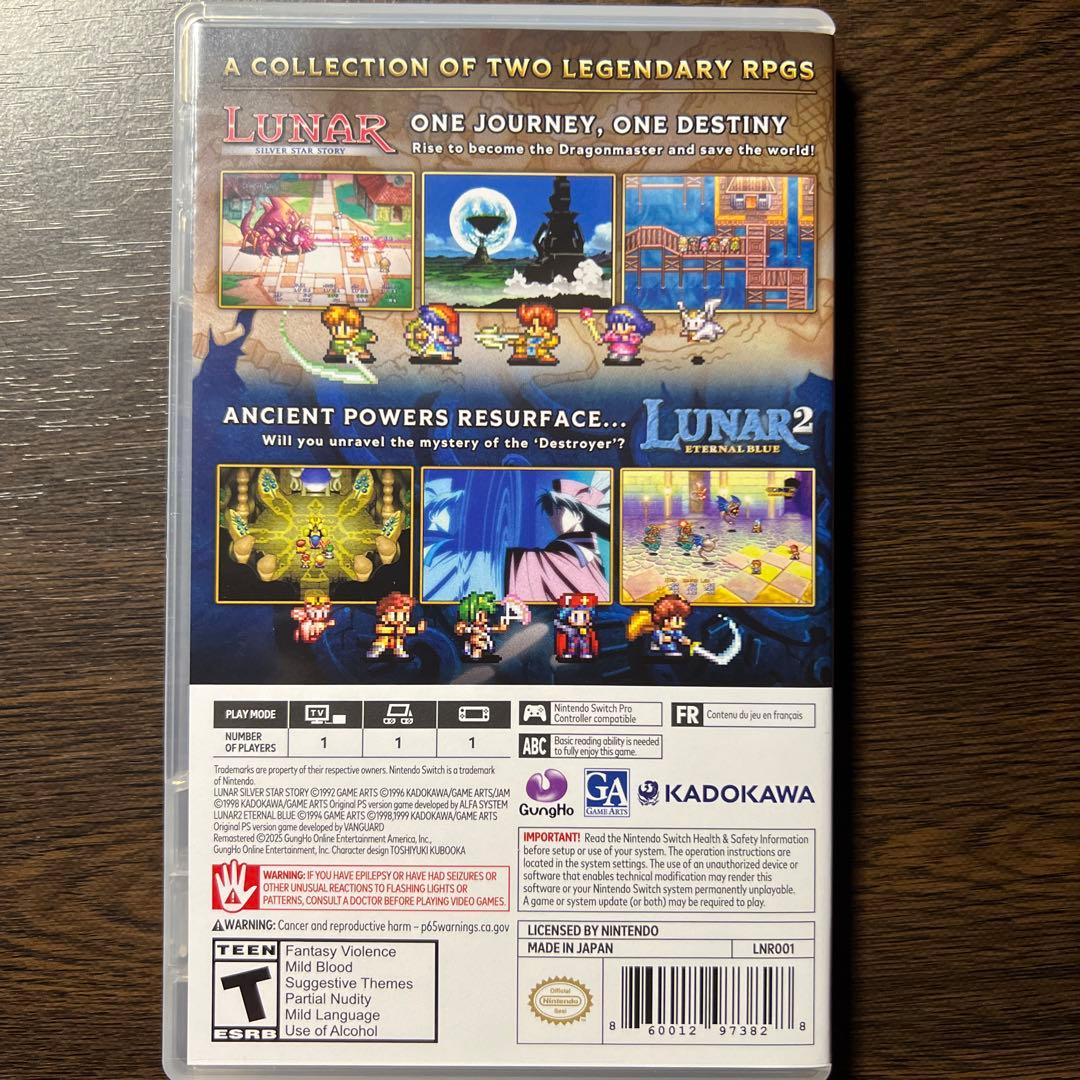 A COLLECTION OF TWO LEGENDARY RPGS
LUNAR
SILVER STAR STORY
ONE JOURNEY, ONE DESTINY
Rise to become the Dragonmaster and save the world!
ANCIENT POWERS RESURFACE...
Will you unravel the mystery of the 'Destroyer'?
LUNAR2
ETERNAL BLUE
PLAY MODE
TV
NUMBER
OF PLAYERS
1
1
1
Nintendo Switch Pro
Controller compatible
FR
Contenu du jeu en français
ABC
Basic reading ability is needed
to fully enjoy this game.
Trademarks are property of their respective owners. Nintendo Switch is a trademark
of Nintendo.
LUNAR SILVER STAR STORY ©1992 GAME ARTS ©1996 KADOKAWA/GAME ARTS/JAM
©1998 KADOKAWA/GAME ARTS Original PS version game developed by ALFA SYSTEM
LUNAR2 ETERNAL BLUE ©1994 GAME ARTS ©1998,1999 KADOKAWA/GAME ARTS
Original PS version game developed by VANGUARD
Remastered ©2025 GungHo Online Entertainment America, Inc.,
GungHo Online Entertainment, Inc. Character design TOSHIYUKI KUBOOKA
GungHo
GA
GAME ARTS
KADOKAWA
WARNING: IF YOU HAVE EPILEPSY OR HAVE HAD SEIZURES OR
OTHER UNUSUAL REACTIONS TO FLASHING LIGHTS OR
PATTERNS, CONSULT A DOCTOR BEFORE PLAYING VIDEO GAMES.
IMPORTANT! Read the Nintendo Switch Health & Safety Information
before setup or use of your system. The operation instructions are
located in the system settings. The use of an unauthorized device or
software that enables technical modification may render this
software or your Nintendo Switch system permanently unplayable.
A game or system update (or both) may be required to play.
WARNING: Cancer and reproductive harm – p65warnings.ca.gov
TEEN
T
ESRB
Fantasy Violence
Mild Blood
Suggestive Themes
Partial Nudity
Mild Language
Use of Alcohol
LICENSED BY NINTENDO
MADE IN JAPAN
LNR001
Official
Nintendo
Seal
8 60012 97382 8